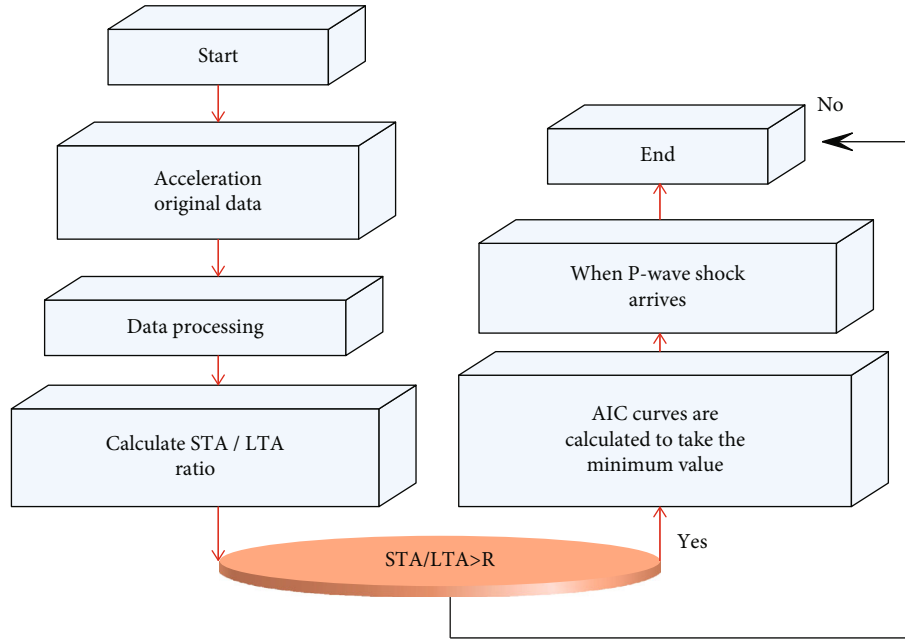 Start
Acceleration
original data
Data processing
Calculate STA / LTA
ratio
STA/LTA>R
Yes
AIC curves are
calculated to take the
minimum value
When P-wave shock
arrives
End
No